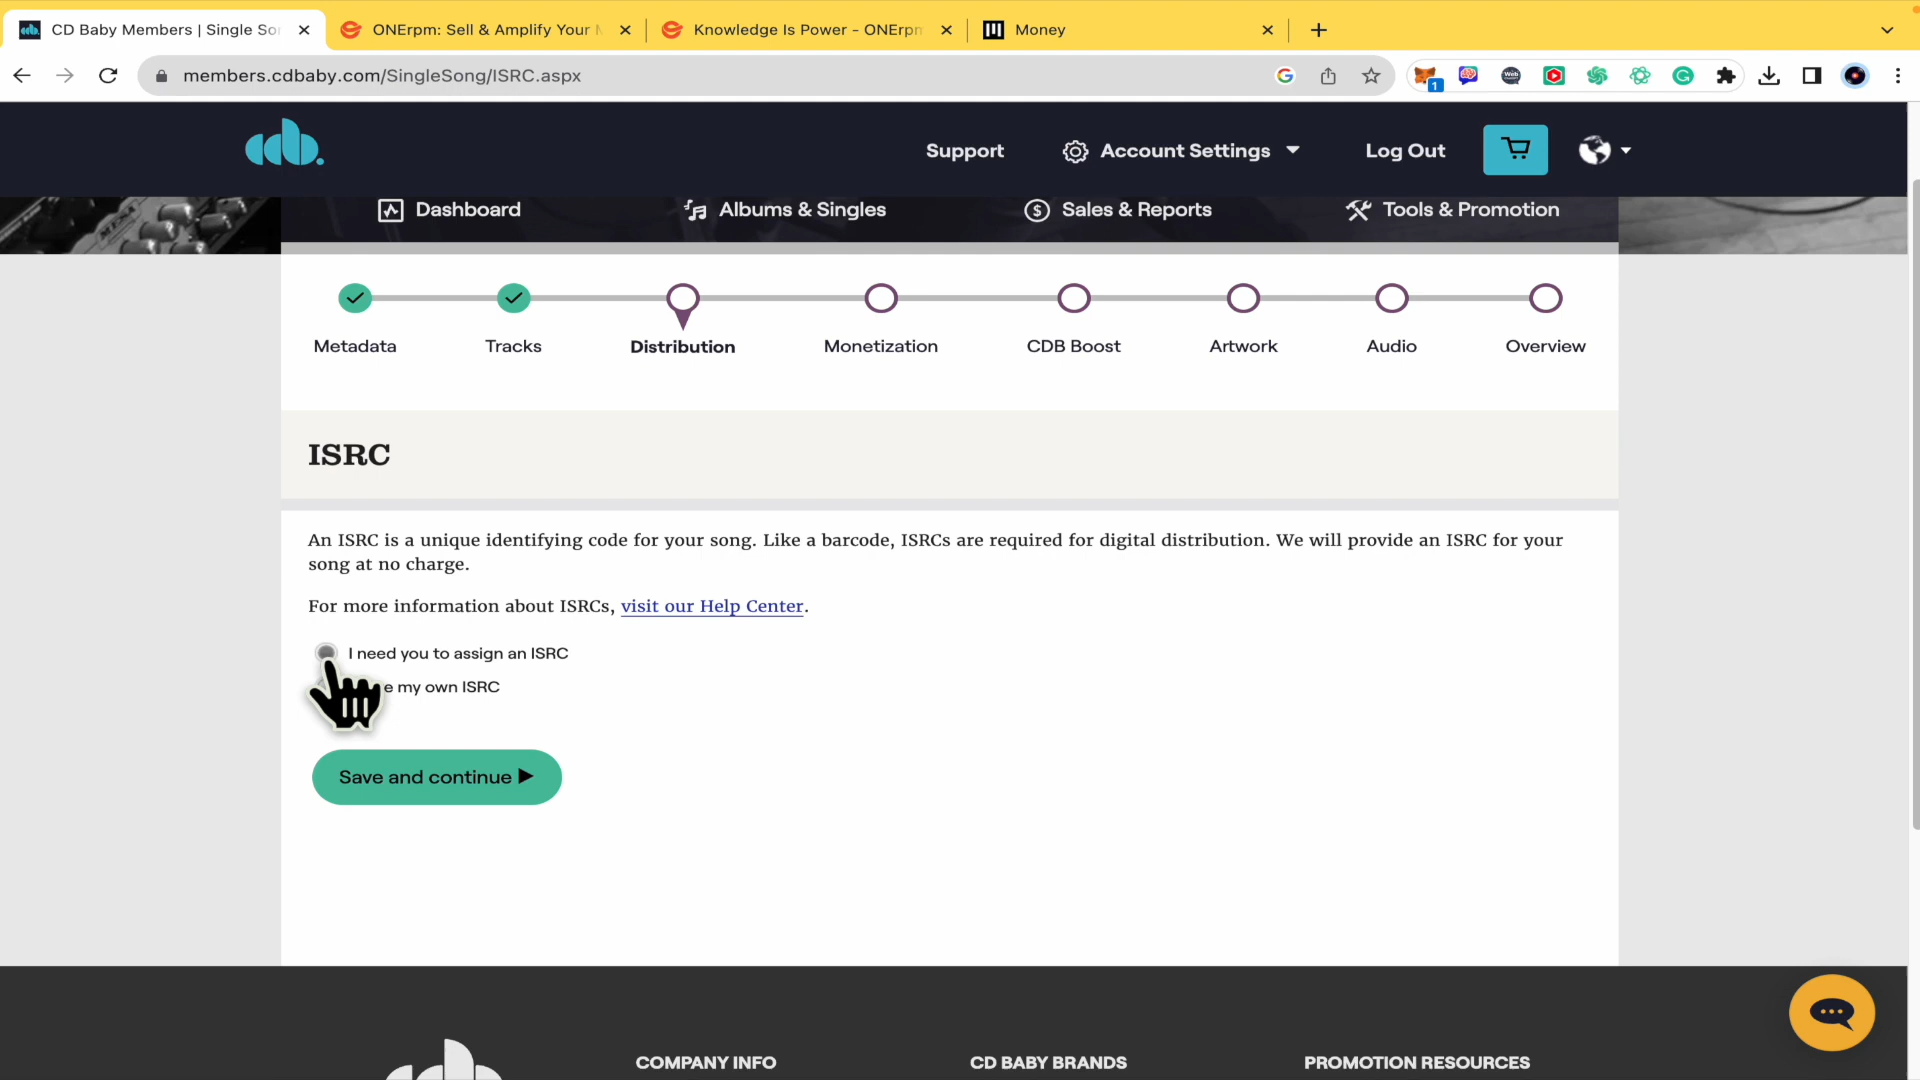 CD Baby Members | Single So
ONErpm: Sell & Amplify Your
Knowledge Is Power - ONErpm
Money
members.cdbaby.com/SingleSong/ISRC.aspx
1
cdb.
Support
Account Settings
Log Out
Dashboard
Albums & Singles
Sales & Reports
Tools & Promotion
Metadata
Tracks
Distribution
Monetization
CDB Boost
Artwork
Audio
Overview
ISRC
An ISRC is a unique identifying code for your song. Like a barcode, ISRCs are required for digital distribution. We will provide an ISRC for your
song at no charge.
For more information about ISRCs, visit our Help Center.
I need you to assign an ISRC
e my own ISRC
Save and continue
COMPANY INFO
CD BABY BRANDS
PROMOTION RESOURCES